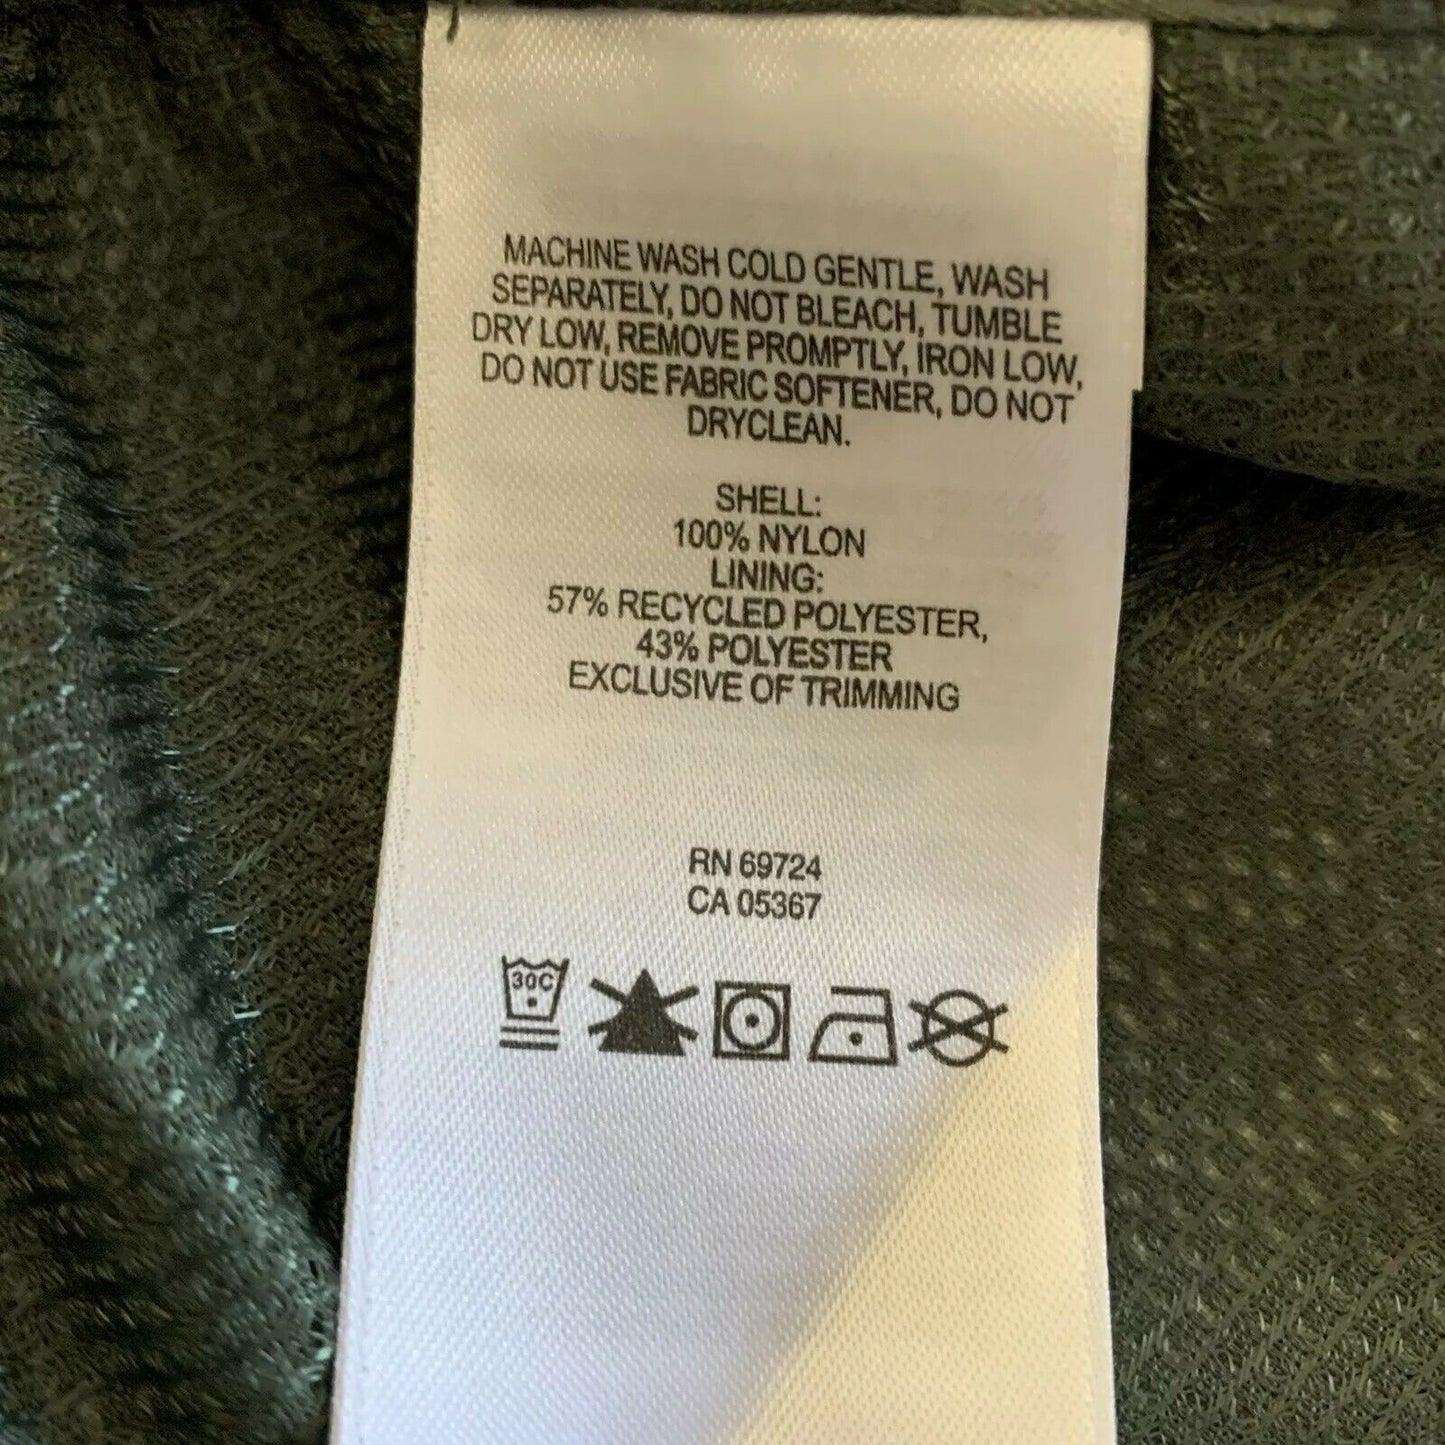 MACHINE WASH COLD GENTLE, WASH
SEPARATELY, DO NOT BLEACH, TUMBLE
DRY LOW, REMOVE PROMPTLY, IRON LOW,
DO NOT USE FABRIC SOFTENER, DO NOT
DRYCLEAN.
SHELL:
100% NYLON
LINING:
57% RECYCLED POLYESTER,
43% POLYESTER
EXCLUSIVE OF TRIMMING
RN 69724
CA 05367
30C